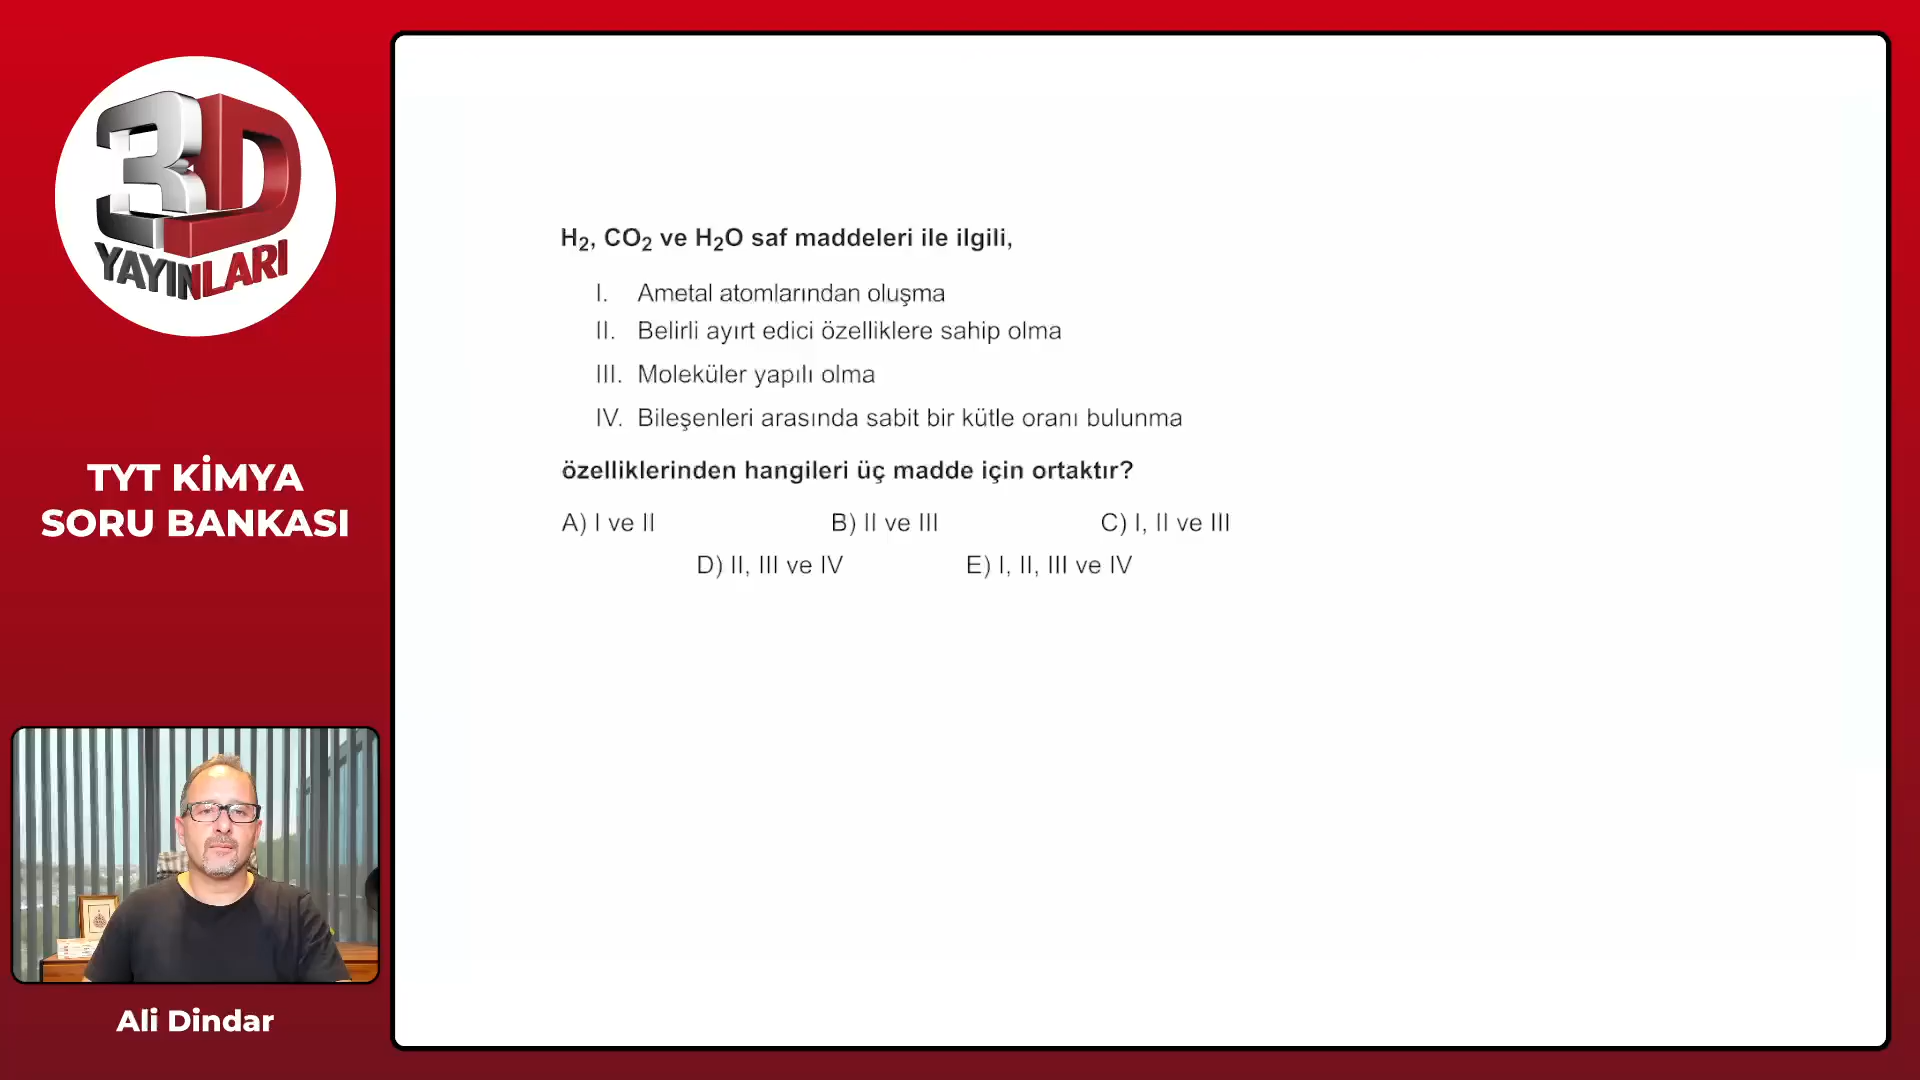 3D
YAYINLARI
TYT KİMYA
SORU BANKASI
Ali Dindar
H₂, CO₂ ve H₂O saf maddeleri ile ilgili,
I. Ametal atomlarından oluşma
II. Belirli ayırt edici özelliklere sahip olma
III. Moleküler yapılı olma
IV. Bileşenleri arasında sabit bir kütle oranı bulunma
özelliklerinden hangileri üç madde için ortaktır?
A) I ve II B) II ve III C) I, II ve III
D) II, III ve IV E) I, II, III ve IV